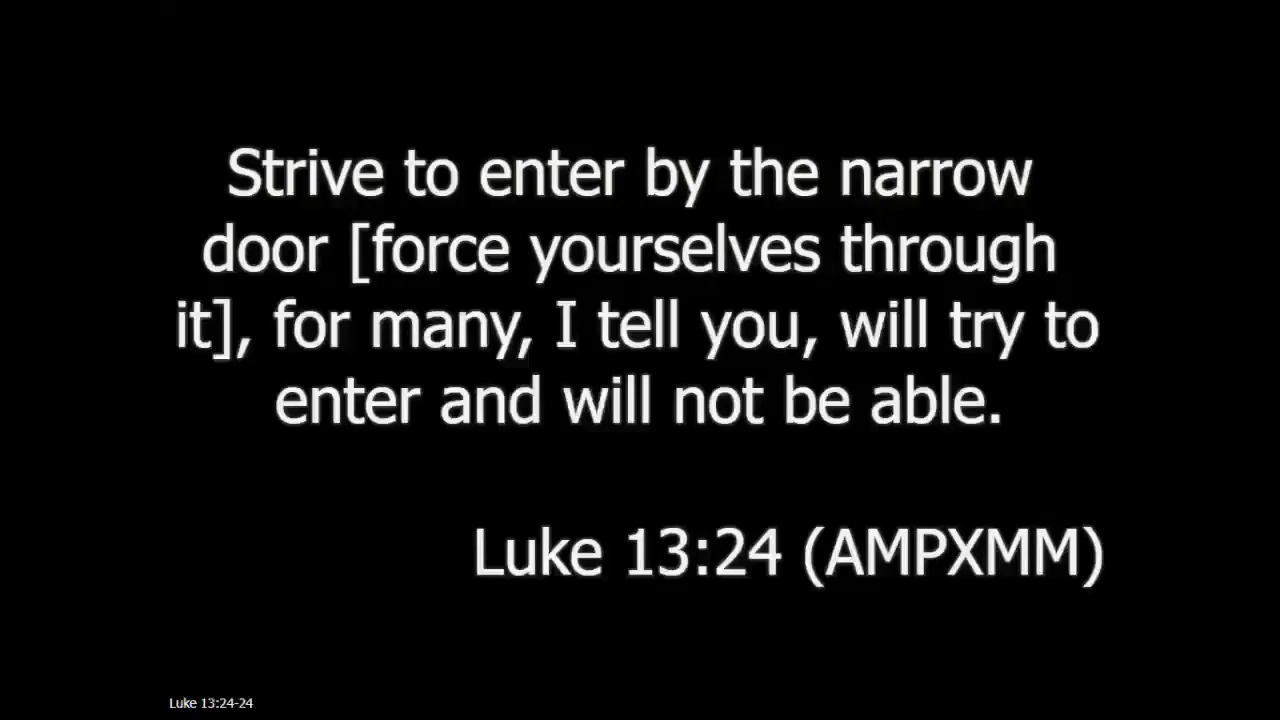 Strive to enter by the narrow
door [force yourselves through
it], for many, I tell you, will try to
enter and will not be able.
Luke 13:24 (AMPXMM)
Luke 13:24-24